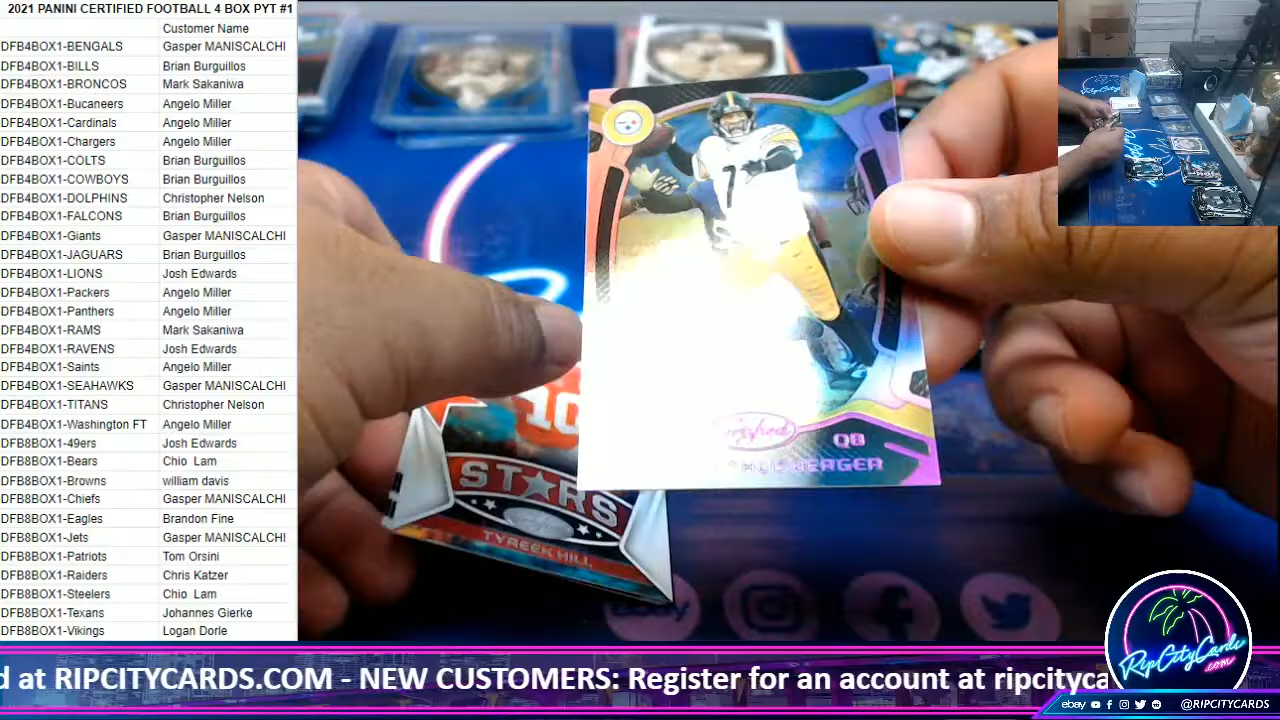 2021 PANINI CERTIFIED FOOTBALL 4 BOX PYT #1
Customer Name
DFB4BOX1-BENGALS Gasper MANISCALCHI
DFB4BOX1-BILLS Brian Burguillos
DFB4BOX1-BRONCOS Mark Sakaniwa
DFB4BOX1-Bucaneers Angelo Miller
DFB4BOX1-Cardinals Angelo Miller
DFB4BOX1-Chargers Angelo Miller
DFB4BOX1-COLTS Brian Burguillos
DFB4BOX1-COWBOYS Brian Burguillos
DFB4BOX1-DOLPHINS Christopher Nelson
DFB4BOX1-FALCONS Brian Burguillos
DFB4BOX1-Giants Gasper MANISCALCHI
DFB4BOX1-JAGUARS Brian Burguillos
DFB4BOX1-LIONS Josh Edwards
DFB4BOX1-Packers Angelo Miller
DFB4BOX1-Panthers Angelo Miller
DFB4BOX1-RAMS Mark Sakaniwa
DFB4BOX1-RAVENS Josh Edwards
DFB4BOX1-Saints Angelo Miller
DFB4BOX1-SEAHAWKS Gasper MANISCALCHI
DFB4BOX1-TITANS Christopher Nelson
DFB4BOX1-Washington FT Angelo Miller
DFB8BOX1-49ers Josh Edwards
DFB8BOX1-Bears Chio Lam
DFB8BOX1-Browns william davis
DFB8BOX1-Chiefs Gasper MANISCALCHI
DFB8BOX1-Eagles Brandon Fine
DFB8BOX1-Jets Gasper MANISCALCHI
DFB8BOX1-Patriots Tom Orsini
DFB8BOX1-Raiders Chris Katzer
DFB8BOX1-Steelers Chio Lam
DFB8BOX1-Texans Johannes Gierke
DFB8BOX1-Vikings Logan Dorle
QB
10
STARS
TYREEK HILL
ebay
RipCityCards
.com
d at RIPCITYCARDS.COM - NEW CUSTOMERS: Register for an account at ripcityca
ebay @RIPCITYCARDS